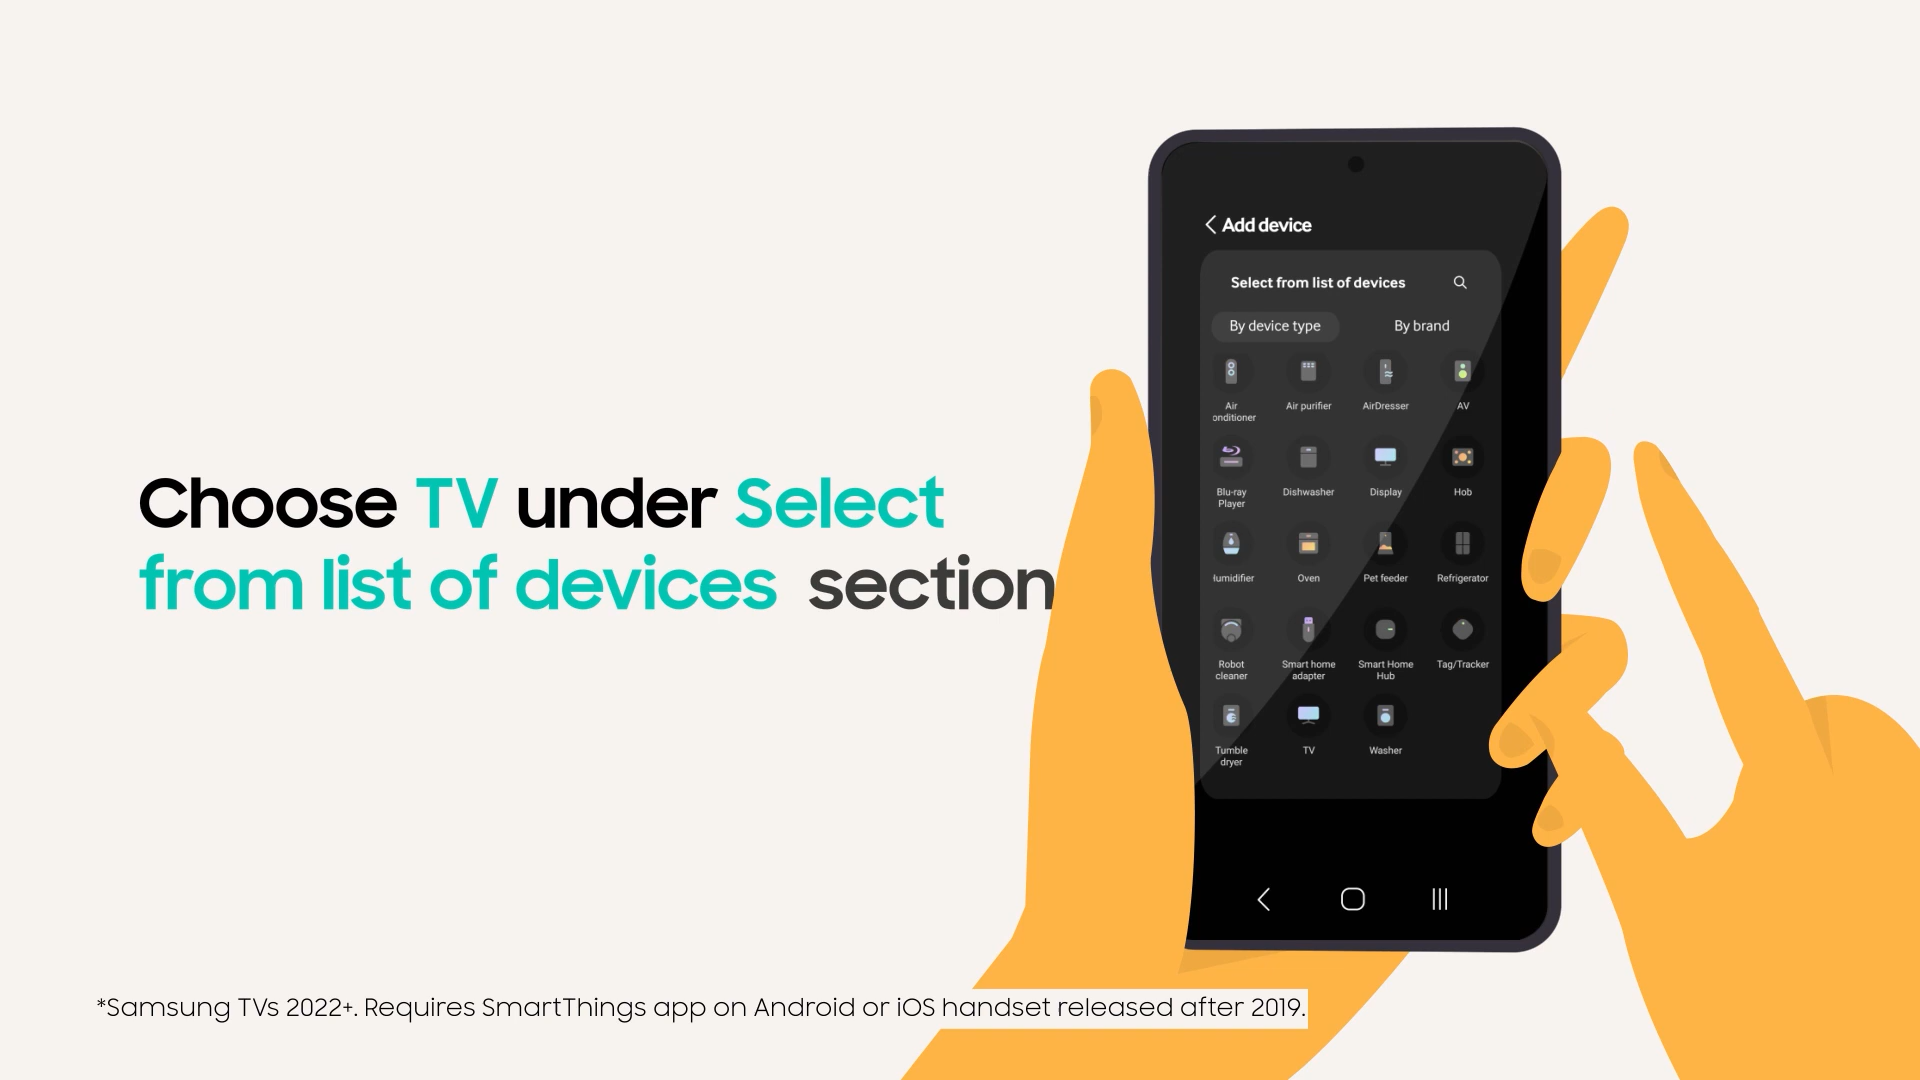 Choose TV under Select
from list of devices section
Add device
Select from list of devices
By device type By brand
Air
onditioner
Air purifier
AirDresser
AV
Blu-ray
Player
Dishwasher
Display
Hob
lumidifier
Oven
Pet feeder
Refrigerator
Robot
cleaner
Smart home
adapter
Smart Home
Hub
Tag/Tracker
Tumble
dryer
TV
Washer
*Samsung TVs 2022+. Requires SmartThings app on Android or iOS handset released after 2019.